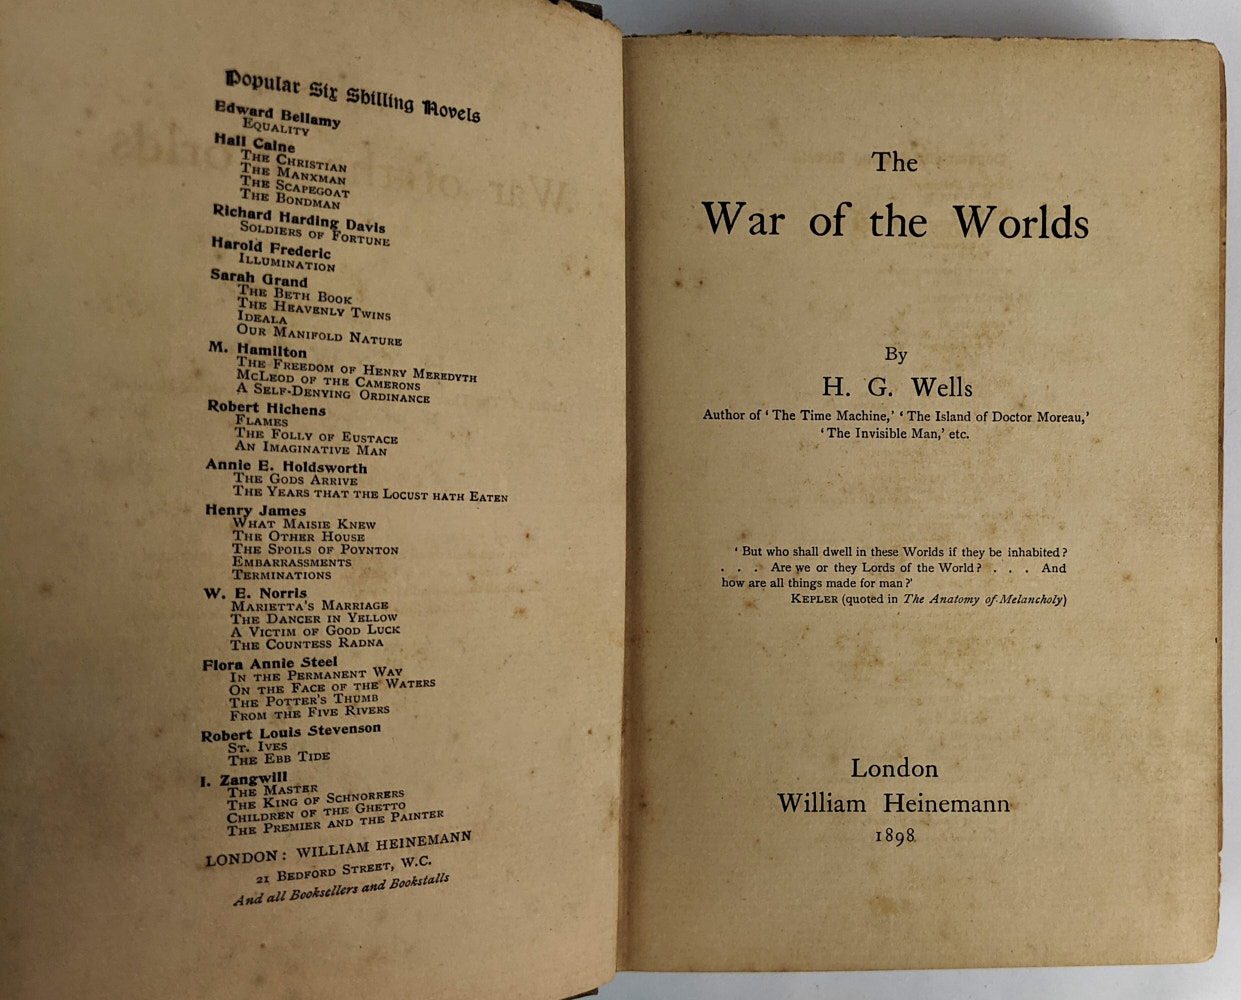 Popular Six Shilling Novels
Edward Bellamy
Equality
Hall Caine
The Christian
The Manxman
The Scapegoat
The Bondman
Richard Harding Davis
Soldiers of Fortune
Harold Frederic
Illumination
Sarah Grand
The Beth Book
The Heavenly Twins
Ideala
Our Manifold Nature
M. Hamilton
The Freedom of Henry Meredyth
McLeod of the Camerons
A Self-Denying Ordinance
Robert Hichens
Flames
The Folly of Eustace
An Imaginative Man
Annie E. Holdsworth
The Gods Arrive
The Years that the Locust hath Eaten
Henry James
What Maisie Knew
The Other House
The Spoils of Poynton
Embarrassments
Terminations
W. E. Norris
Marietta's Marriage
The Dancer in Yellow
A Victim of Good Luck
The Countess Radna
Flora Annie Steel
In the Permanent Way
On the Face of the Waters
The Potter's Thumb
From the Five Rivers
Robert Louis Stevenson
St. Ives
The Ebb Tide
I. Zangwill
The Master
The King of Schnorrers
Children of the Ghetto
The Premier and the Painter
LONDON: WILLIAM HEINEMANN
21 Bedford Street, W.C.
And all Booksellers and Bookstalls
The
War of the Worlds
By
H. G. Wells
Author of ‘ The Time Machine,’ ‘ The Island of Doctor Moreau,’
‘ The Invisible Man,’ etc.
‘ But who shall dwell in these Worlds if they be inhabited ?
. . . Are we or they Lords of the World ? . . . And
how are all things made for man ?’
Kepler (quoted in The Anatomy of Melancholy)
London
William Heinemann
1898